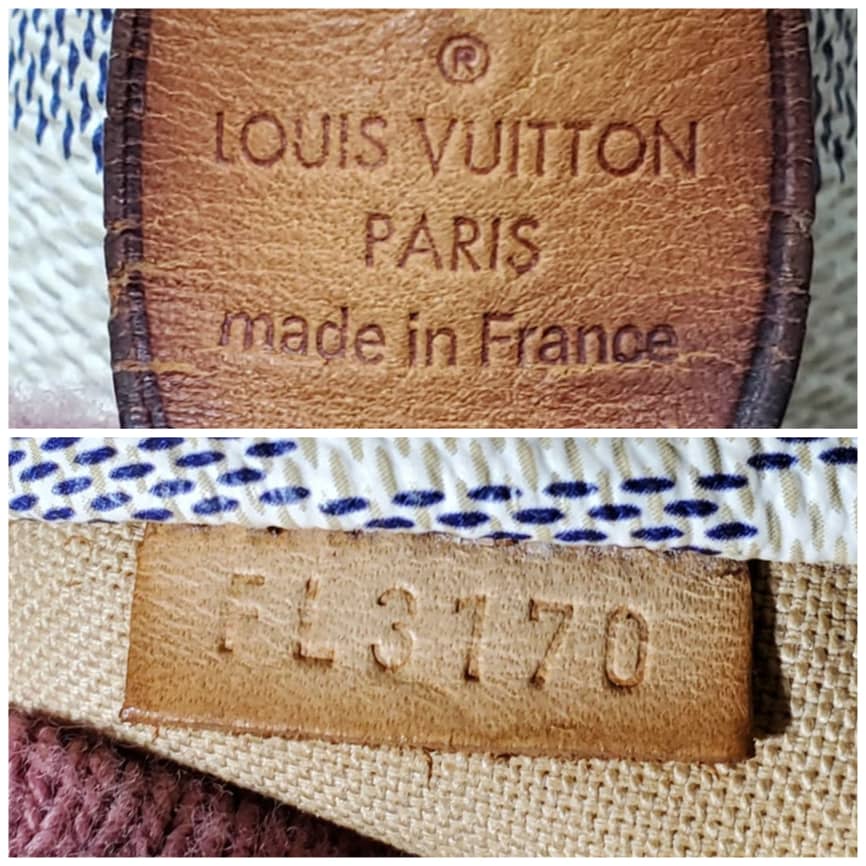 ®
LOUIS VUITTON
PARIS
made in France
FL3170